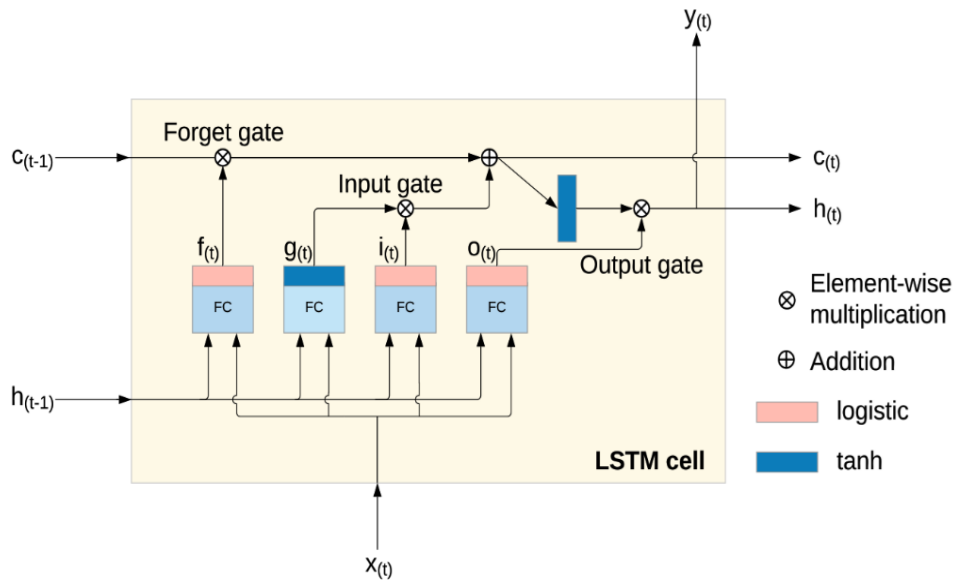 y(t)
Forget gate
c(t-1)
c(t)
Input gate
h(t)
f(t)
g(t)
i(t)
o(t)
Output gate
FC
FC
FC
FC
Element-wise
multiplication
Addition
h(t-1)
logistic
LSTM cell
tanh
x(t)